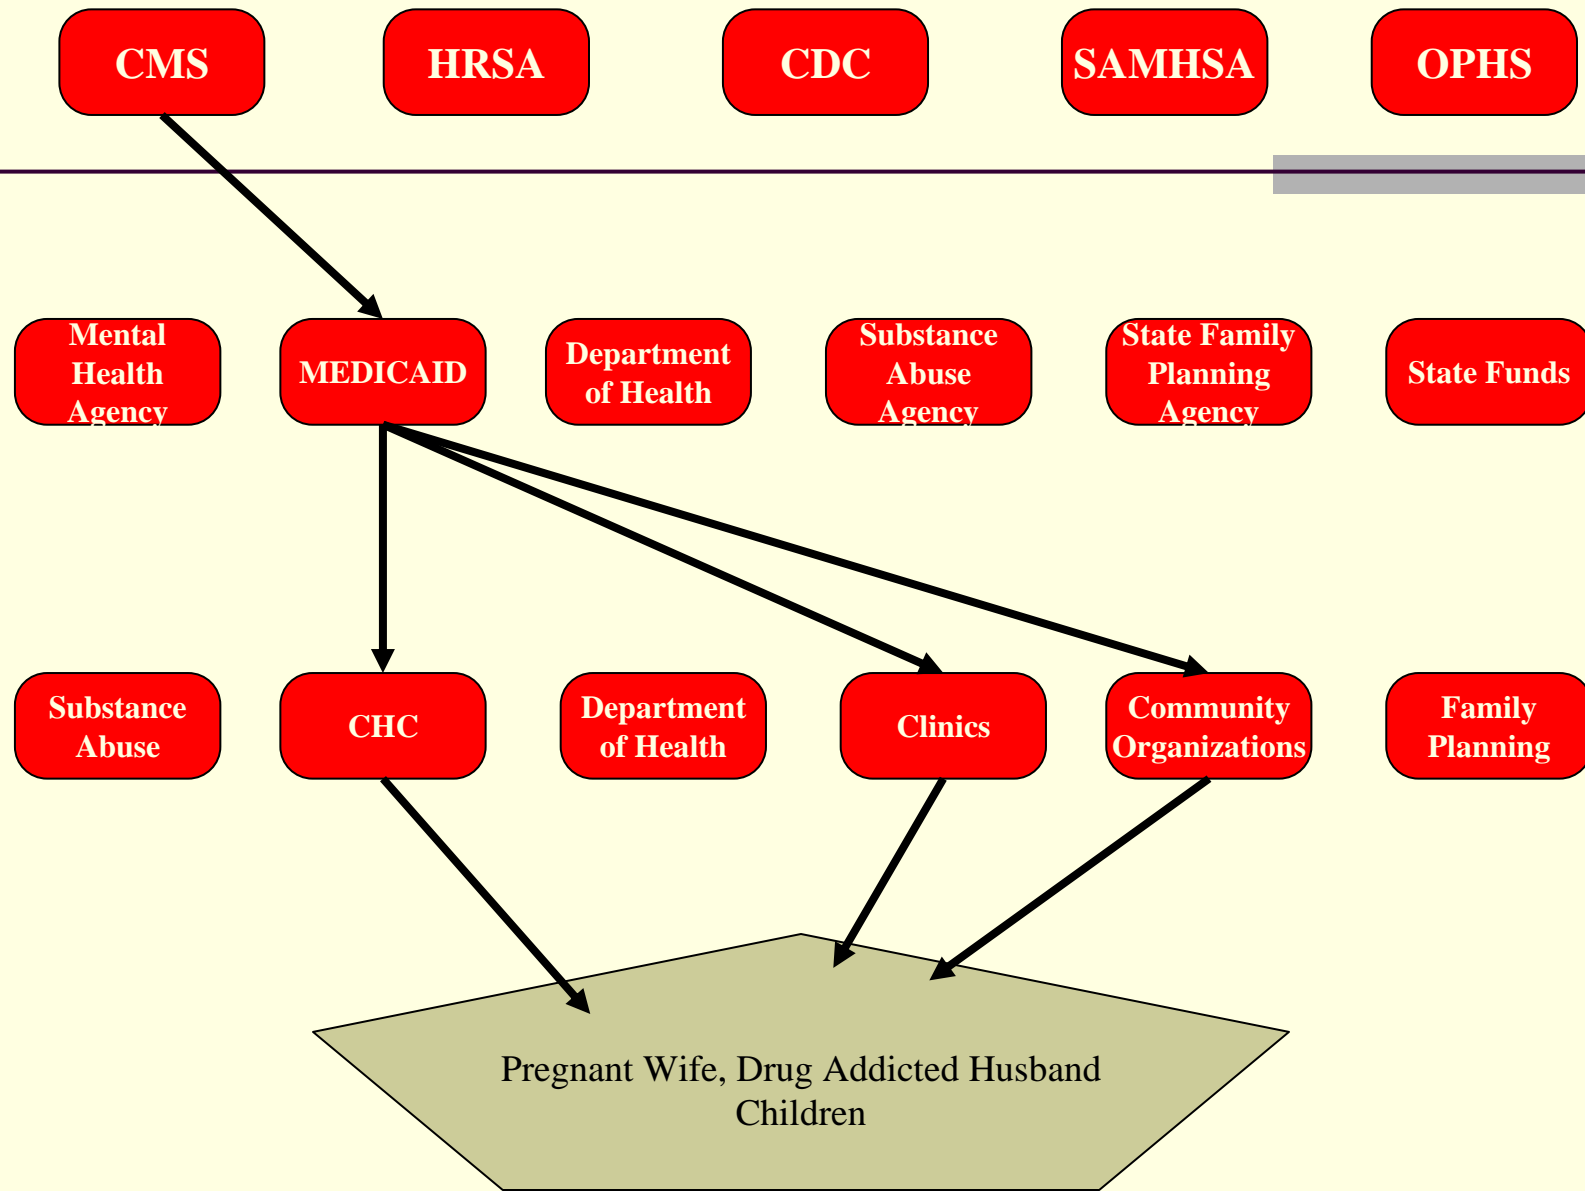 CMS
HRSA
CDC
SAMHSA
OPHS
Mental
Health
Agency
MEDICAID
Department
of Health
Substance
Abuse
Agency
State Family
Planning
Agency
State Funds
Substance
Abuse
CHC
Department
of Health
Clinics
Community
Organizations
Family
Planning
Pregnant Wife, Drug Addicted Husband
Children